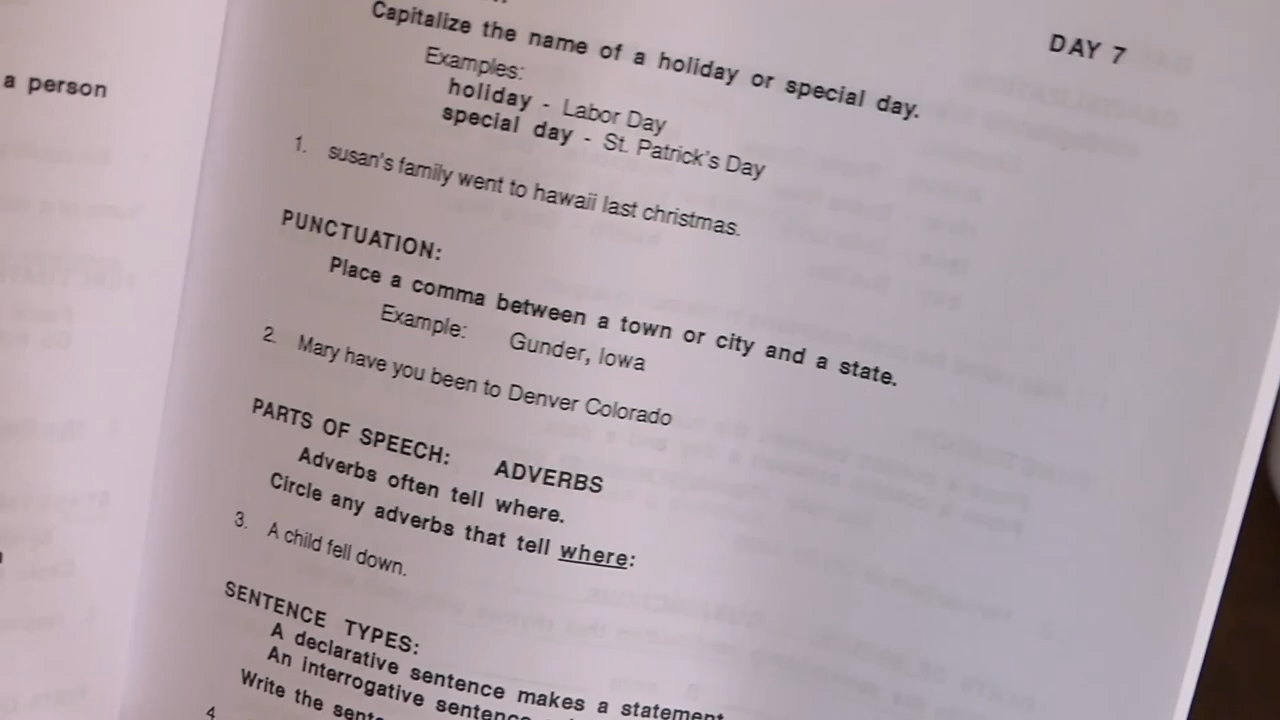 a person
DAY 7
Capitalize the name of a holiday or special day.
Examples:
holiday - Labor Day
special day - St. Patrick's Day
1. susan's family went to hawaii last christmas.
PUNCTUATION:
Place a comma between a town or city and a state.
Example: Gunder, Iowa
2. Mary have you been to Denver Colorado
PARTS OF SPEECH: ADVERBS
Adverbs often tell where.
Circle any adverbs that tell where:
3. A child fell down.
SENTENCE TYPES:
A declarative sentence makes a statement
An interrogative sentence
Write the sente
4